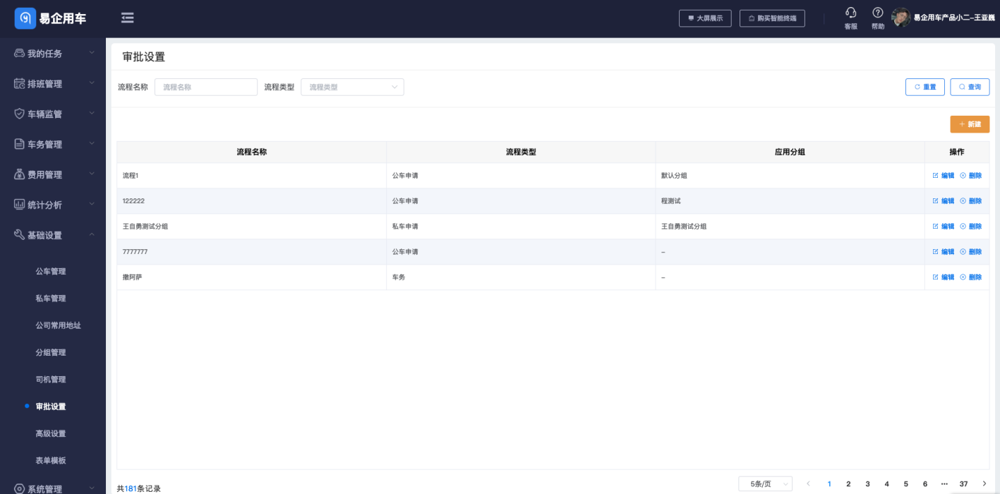 易企用车
大屏展示
购买智能终端
客服
帮助
易企用车产品小二-王亚巍
我的任务
排班管理
车辆监管
车务管理
费用管理
统计分析
基础设置
公车管理
私车管理
公司常用地址
分组管理
司机管理
审批设置
高级设置
表单模板
系统管理
审批设置
流程名称 流程名称 流程类型 流程类型 重置 查询
+ 新建
流程名称 流程类型 应用分组 操作
流程1 公车申请 默认分组 编辑 删除
122222 公车申请 程测试 编辑 删除
王自勇测试分组 私车申请 王自勇测试分组 编辑 删除
7777777 公车申请 – 编辑 删除
撒阿萨 车务 – 编辑 删除
共181条记录 5条/页 < 1 2 3 4 5 6 ··· 37 >